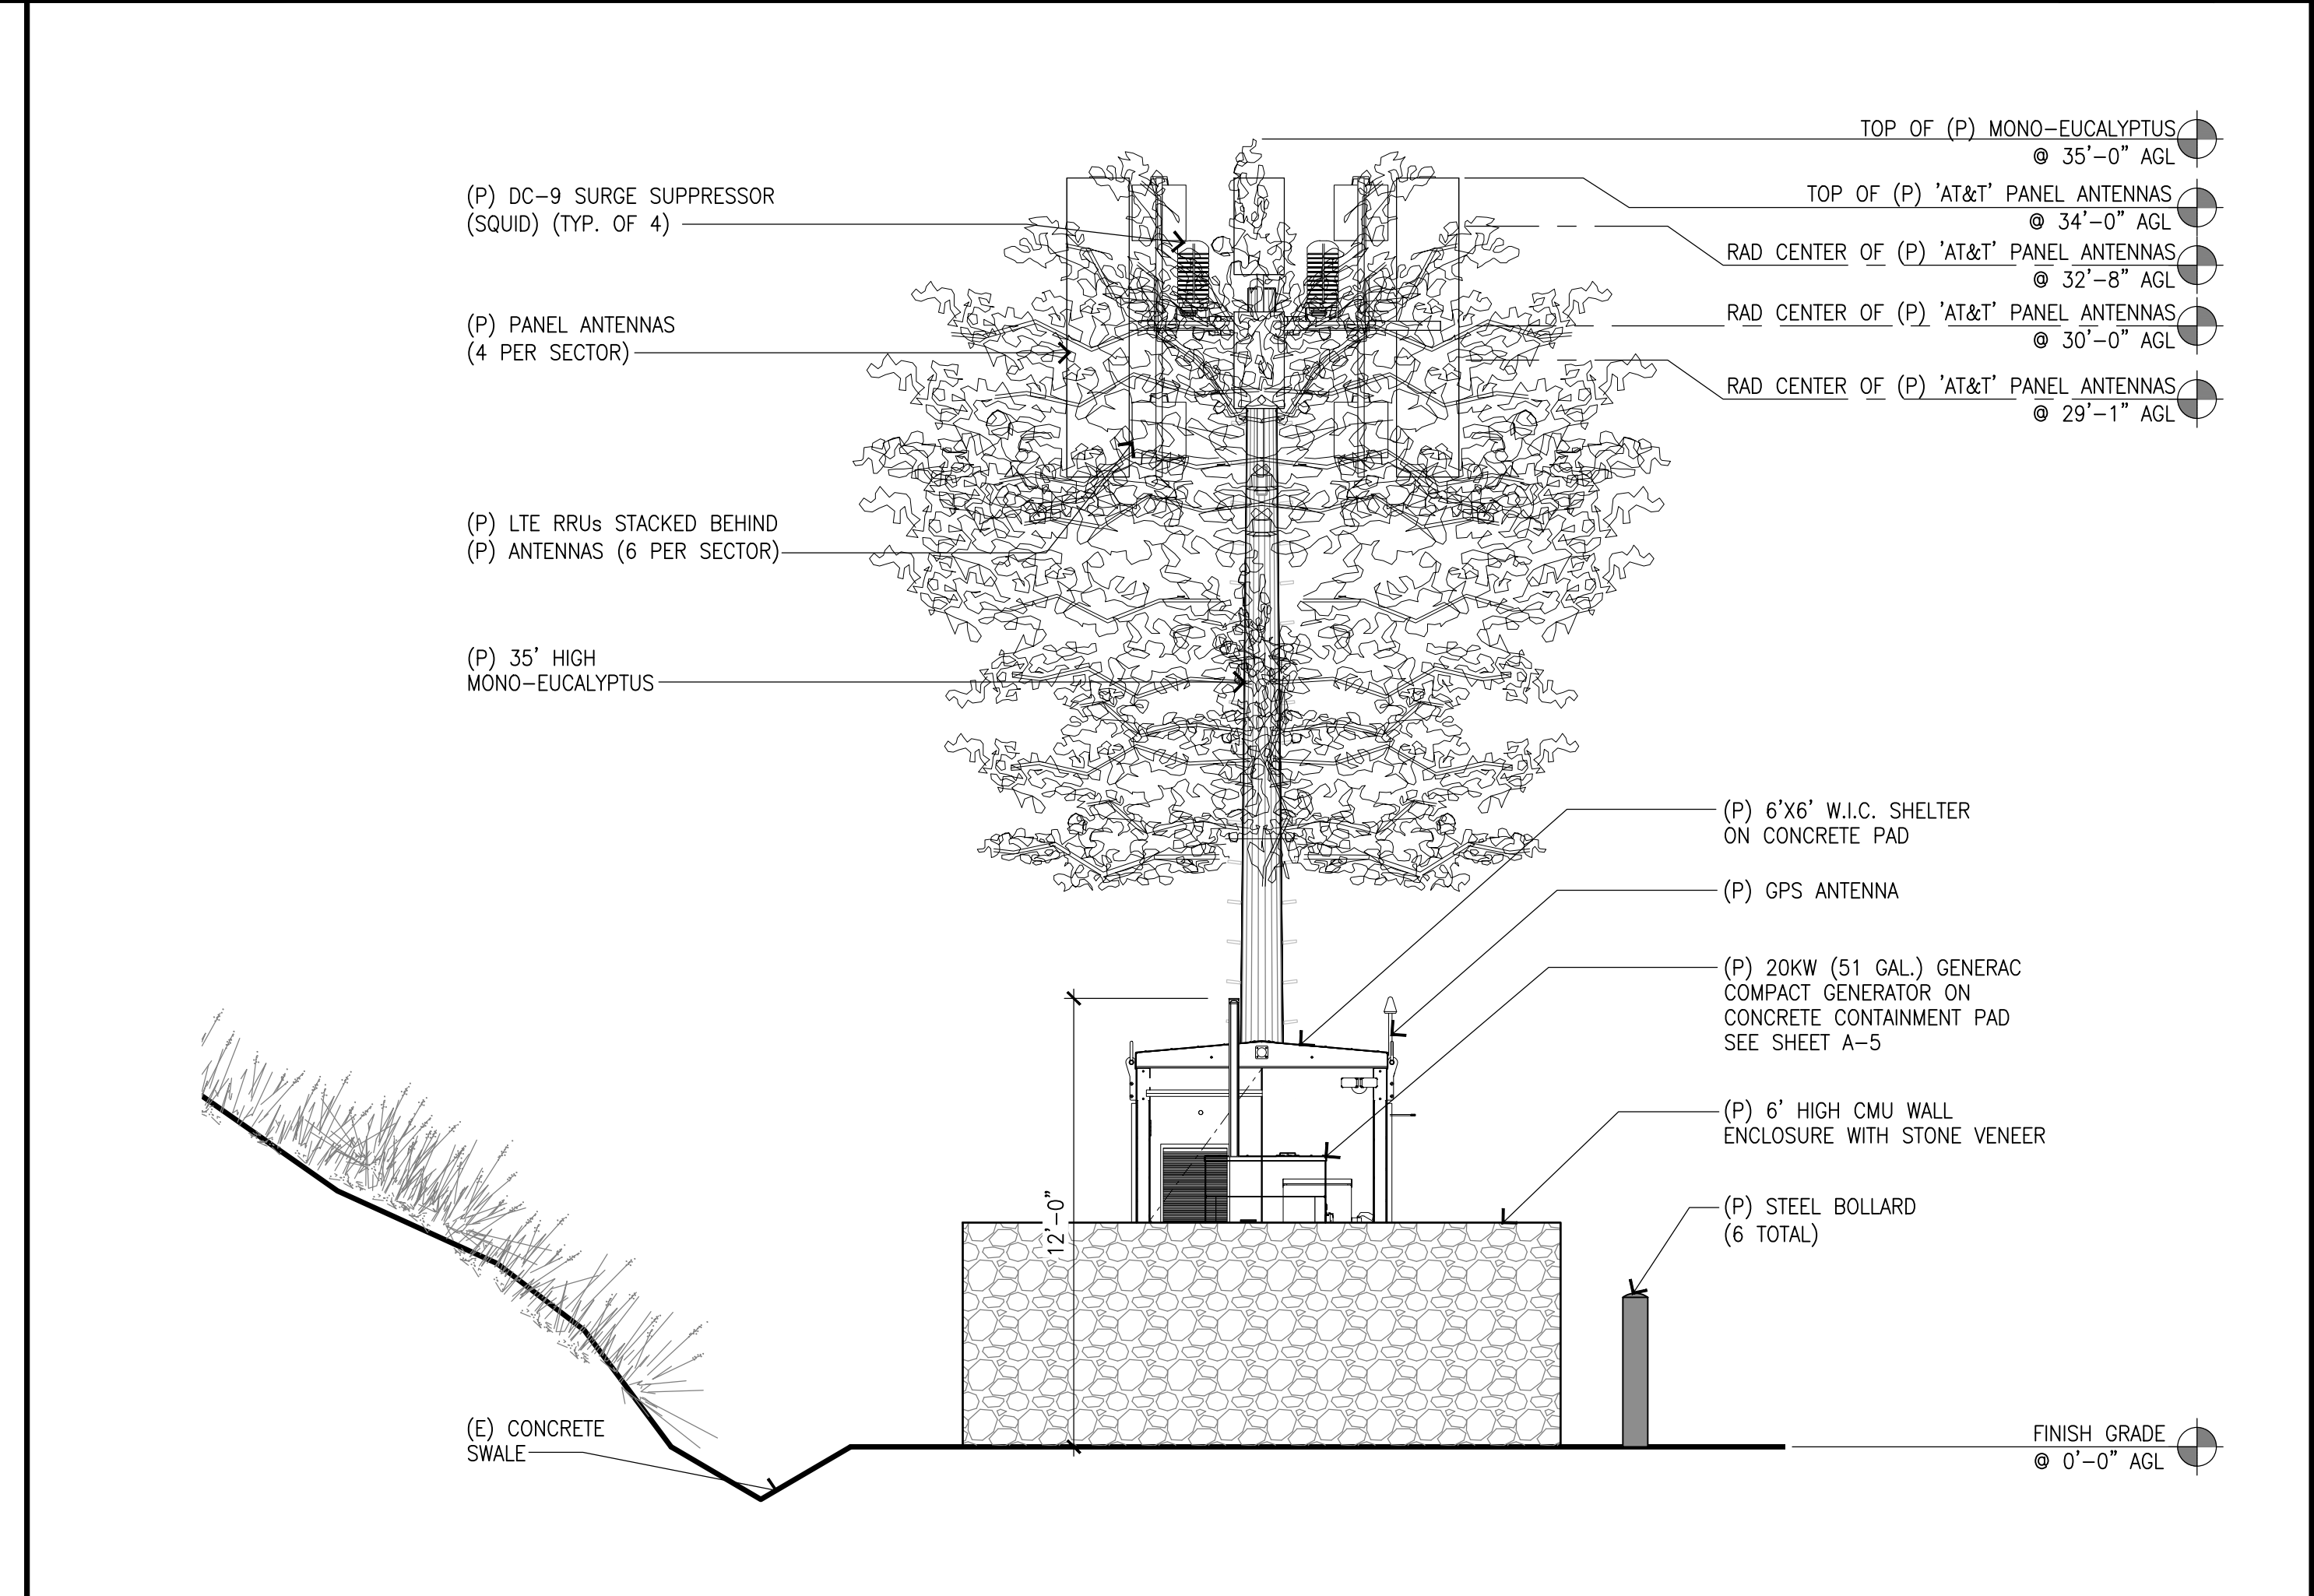 TOP OF (P) MONO-EUCALYPTUS
@ 35'-0" AGL
(P) DC-9 SURGE SUPPRESSOR
(SQUID) (TYP. OF 4)
TOP OF (P) 'AT&T' PANEL ANTENNAS
@ 34'-0" AGL
RAD CENTER OF (P) 'AT&T' PANEL ANTENNAS
@ 32'-8" AGL
(P) PANEL ANTENNAS
(4 PER SECTOR)
RAD CENTER OF (P) 'AT&T' PANEL ANTENNAS
@ 30'-0" AGL
RAD CENTER OF (P) 'AT&T' PANEL ANTENNAS
@ 29'-1" AGL
(P) LTE RRUs STACKED BEHIND
(P) ANTENNAS (6 PER SECTOR)
(P) 35' HIGH
MONO-EUCALYPTUS
(P) 6'X6' W.I.C. SHELTER
ON CONCRETE PAD
(P) GPS ANTENNA
(P) 20KW (51 GAL.) GENERAC
COMPACT GENERATOR ON
CONCRETE CONTAINMENT PAD
SEE SHEET A-5
(P) 6' HIGH CMU WALL
ENCLOSURE WITH STONE VENEER
12'-0"
(P) STEEL BOLLARD
(6 TOTAL)
(E) CONCRETE
SWALE
FINISH GRADE
@ 0'-0" AGL